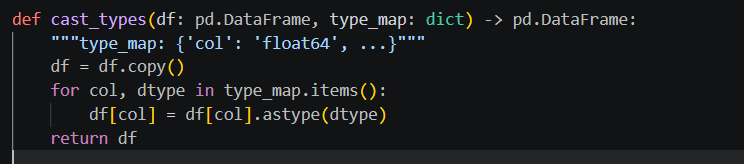 def cast_types(df: pd.DataFrame, type_map: dict) -> pd.DataFrame:
    """type_map: {'col': 'float64', ...}"""
    df = df.copy()
    for col, dtype in type_map.items():
        df[col] = df[col].astype(dtype)
    return df